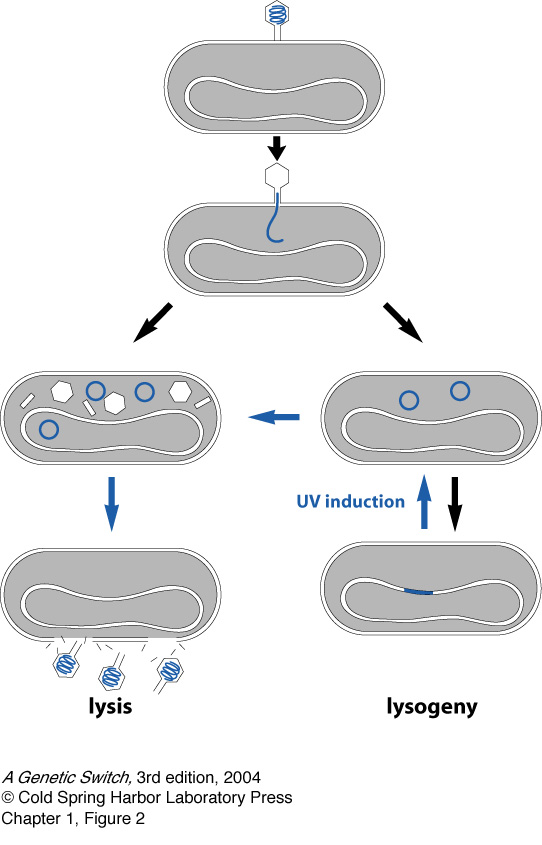 UV induction
lysis
lysogeny
A Genetic Switch, 3rd edition, 2004
© Cold Spring Harbor Laboratory Press
Chapter 1, Figure 2